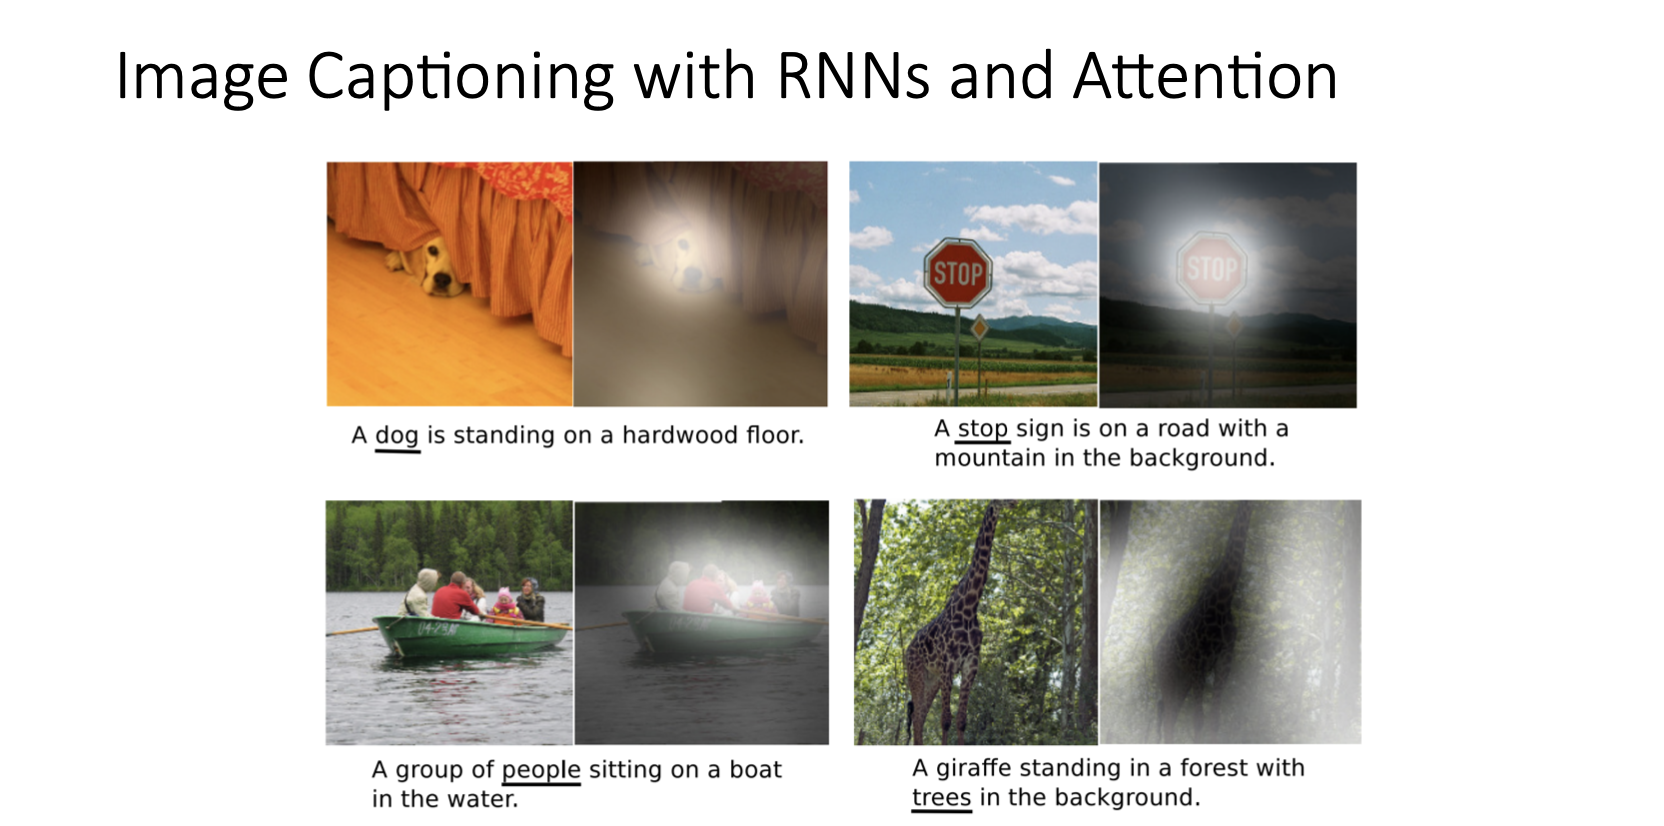 Image Captioning with RNNs and Attention
STOP
STOP
A dog is standing on a hardwood floor.
A stop sign is on a road with a
mountain in the background.
A group of people sitting on a boat
in the water.
A giraffe standing in a forest with
trees in the background.